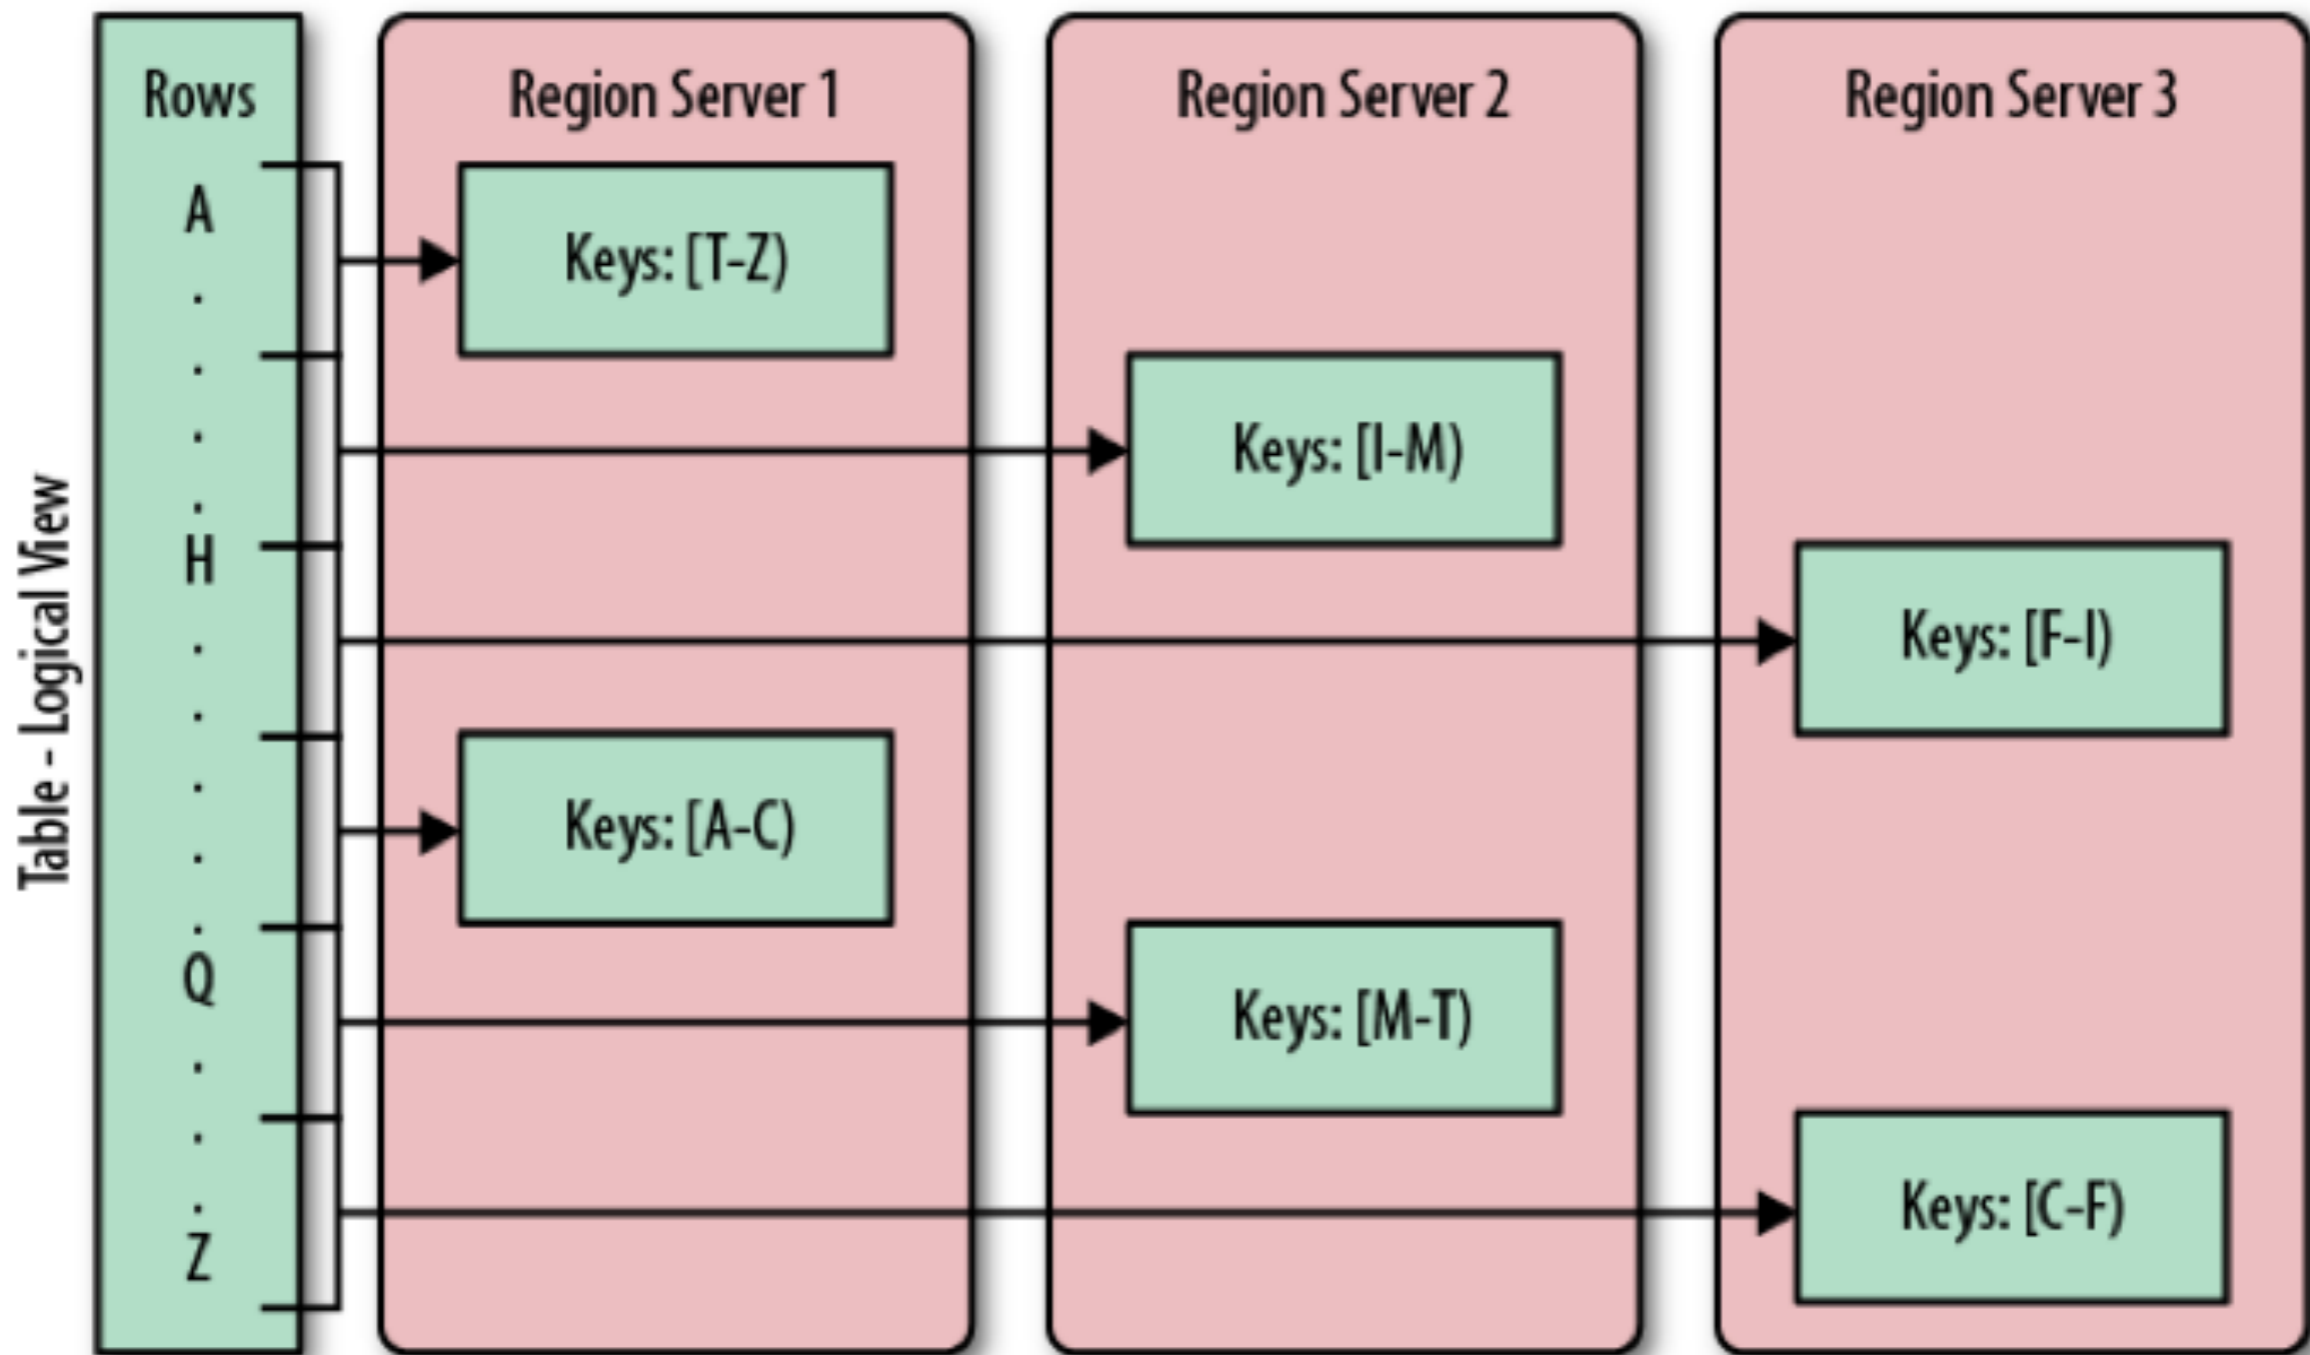 Table - Logical View
Rows
A
.
.
.
.
H
.
.
.
.
.
Q
.
.
.
Z
Region Server 1
Keys: [T-Z)
Keys: [A-C)
Region Server 2
Keys: [I-M)
Keys: [M-T)
Region Server 3
Keys: [F-I)
Keys: [C-F)